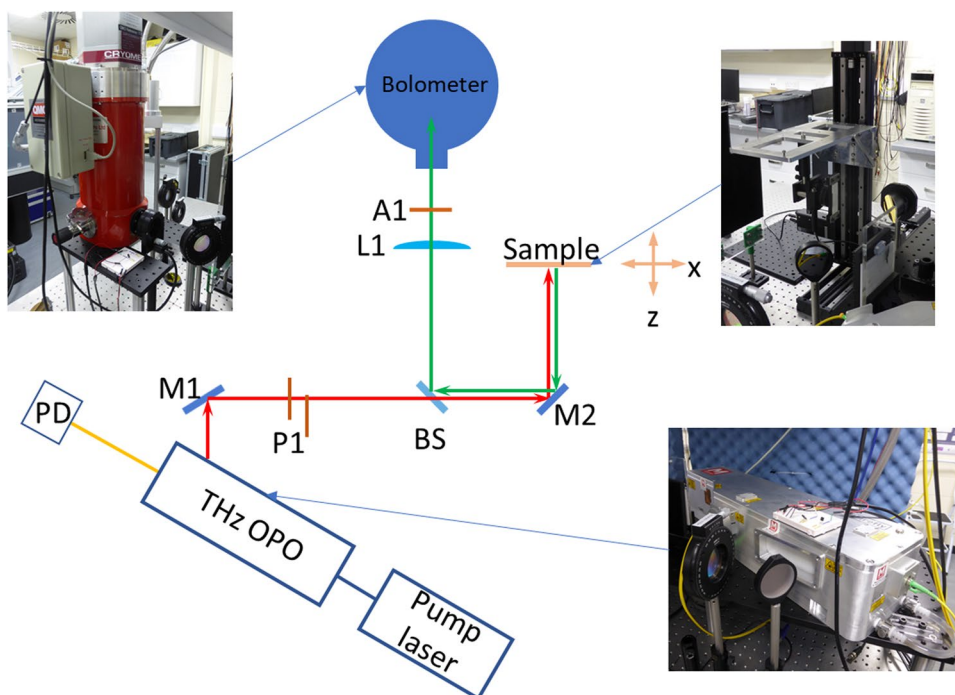 CRYOME
Bolometer
A1
L1
Sample
x
z
M1
PD
P1
BS
M2
THz OPO
Pump
laser